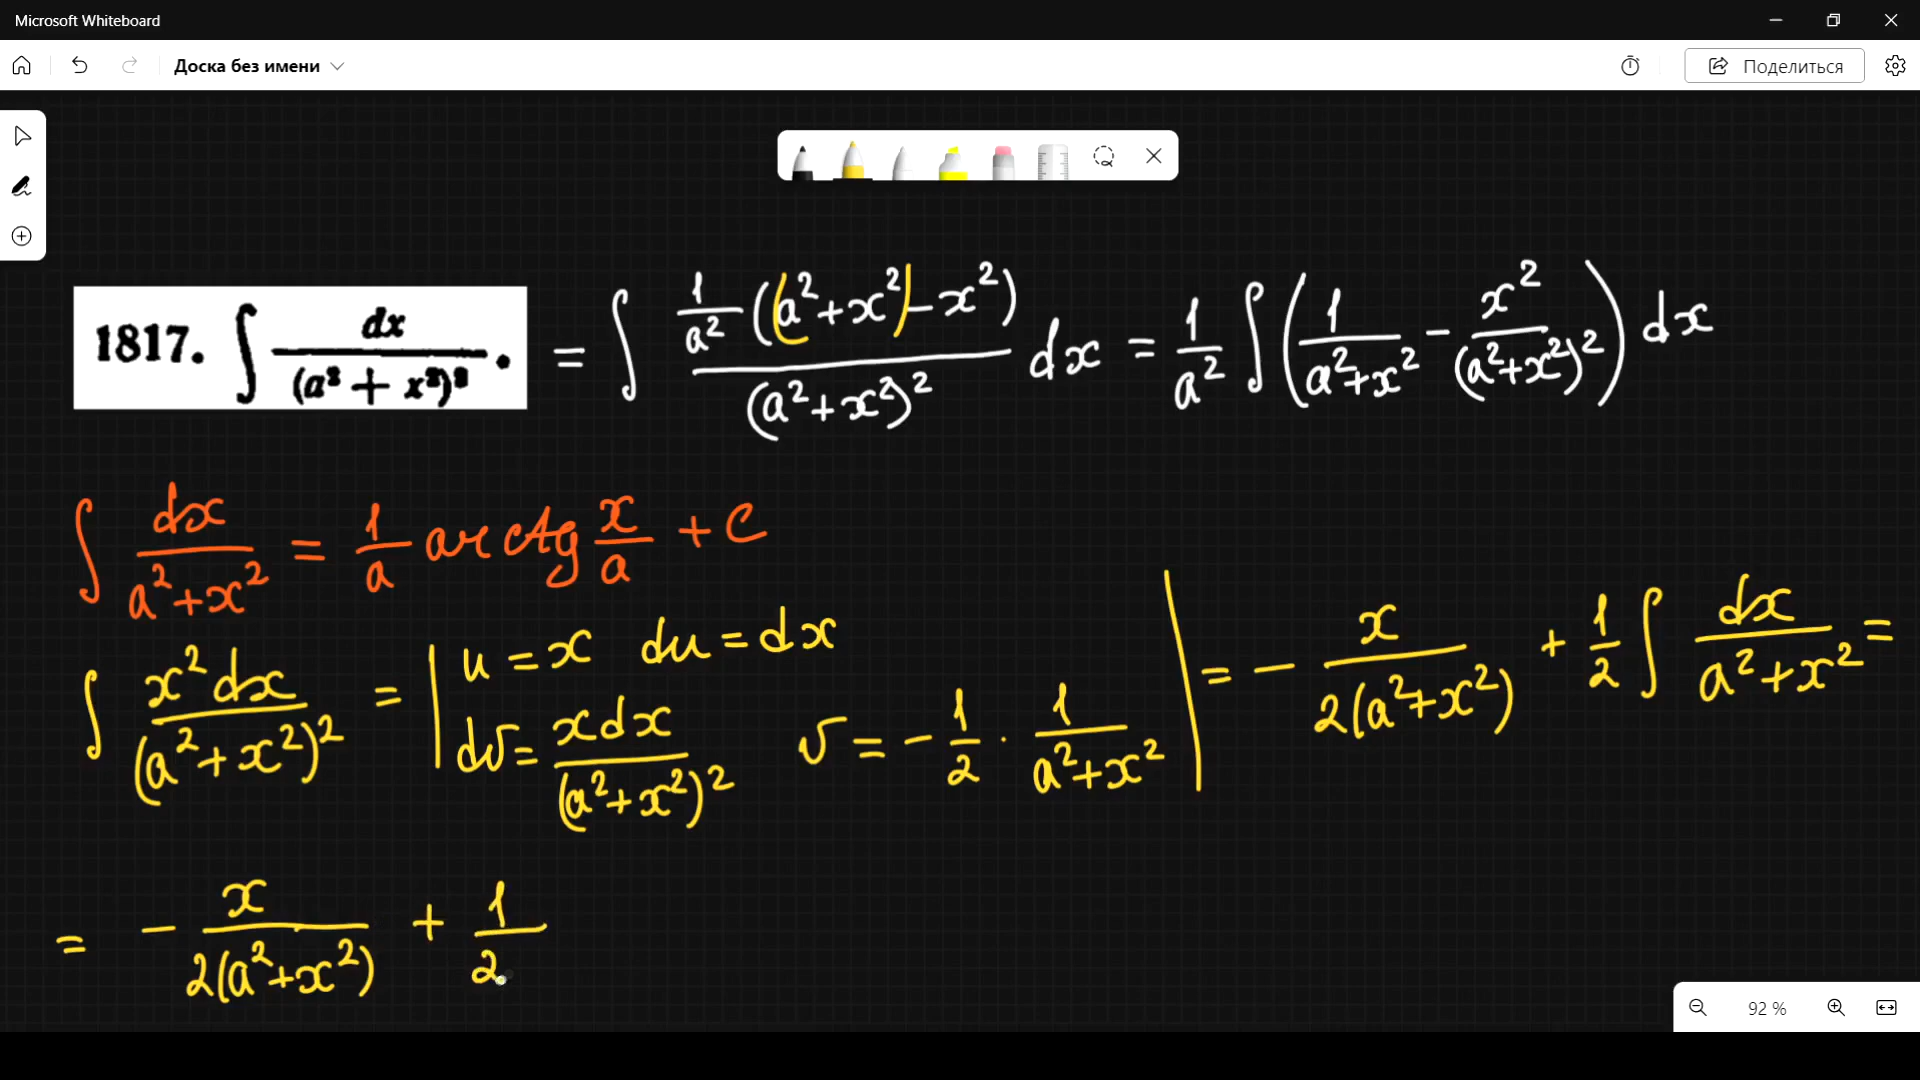 Microsoft Whiteboard
Доска без имени
Поделиться
1817. ∫ dx/(a² + x²)² . = ∫ (1/a² ((a²+x²)-x²))/(a²+x²)² dx = 1/a² ∫ (1/(a²+x²) - x²/(a²+x²)²) dx
∫ dx/(a²+x²) = 1/a arctg x/a + C
∫ x²dx/(a²+x²)² = | u = x du = dx dv = xdx/(a²+x²)² v = -1/2 · 1/(a²+x²) | = - x/(2(a²+x²)) + 1/2 ∫ dx/(a²+x²) =
= - x/(2(a²+x²)) + 1/2
92 %